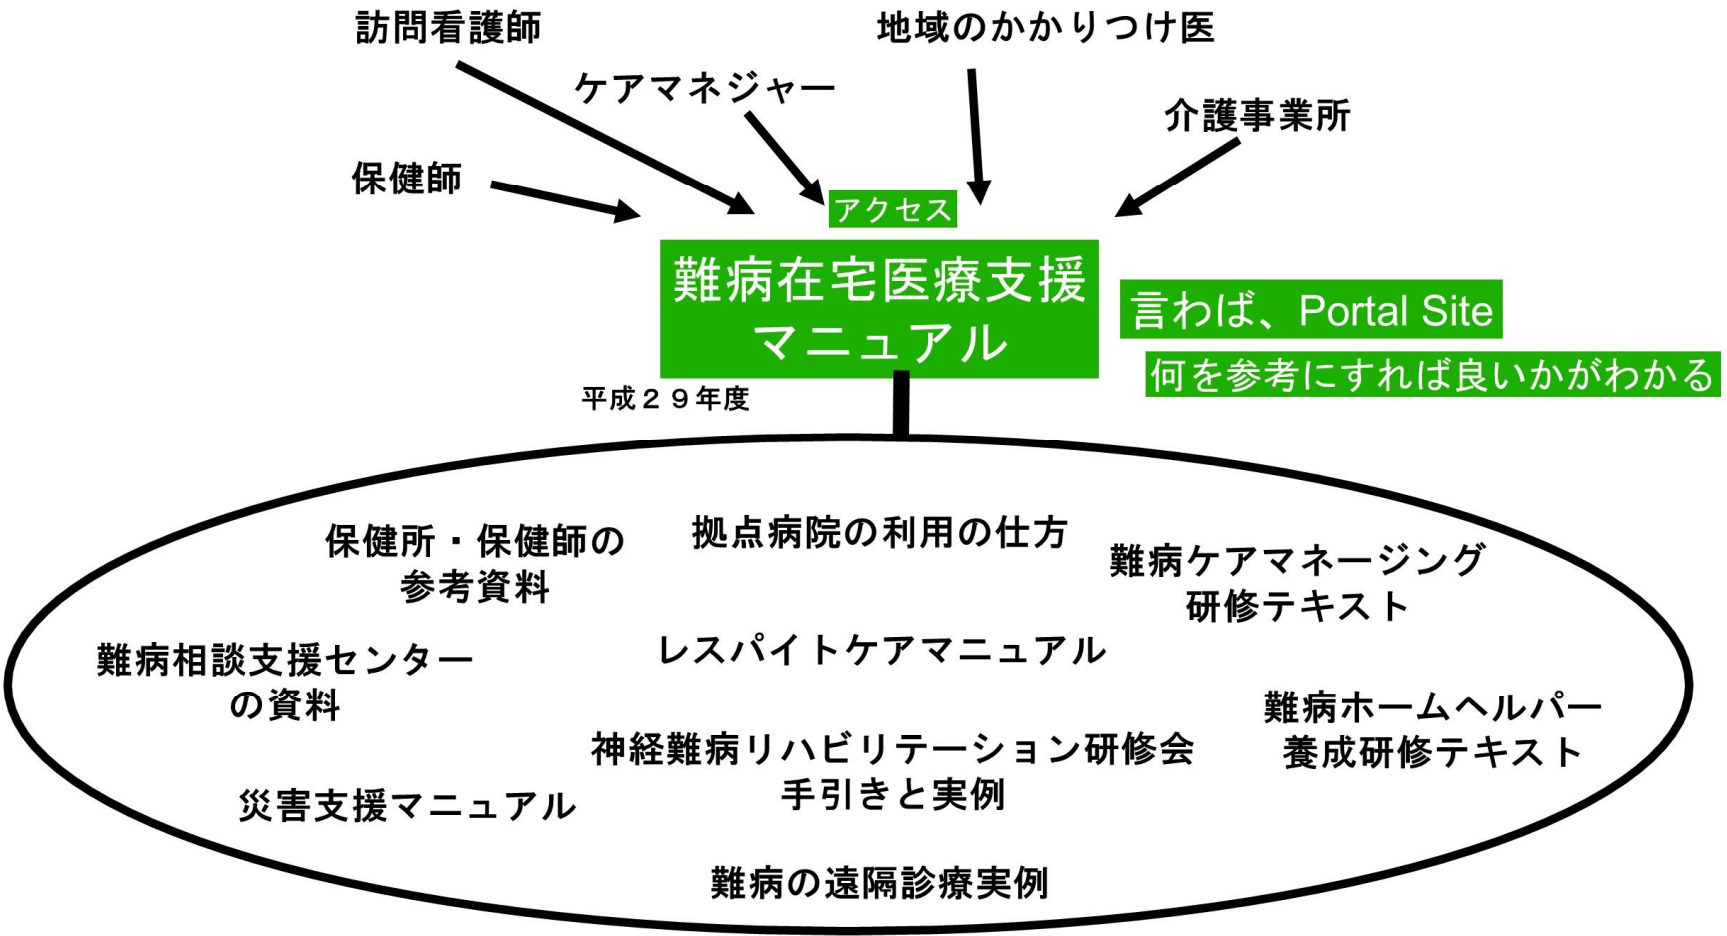 訪問看護師
地域のかかりつけ医
ケアマネジャー
介護事業所
保健師
アクセス
難病在宅医療支援
マニュアル
言わば、Portal Site
何を参考にすれば良いかがわかる
平成２９年度
保健所・保健師の
参考資料
拠点病院の利用の仕方
難病ケアマネージング
研修テキスト
難病相談支援センター
の資料
レスパイトケアマニュアル
難病ホームヘルパー
養成研修テキスト
神経難病リハビリテーション研修会
手引きと実例
災害支援マニュアル
難病の遠隔診療実例